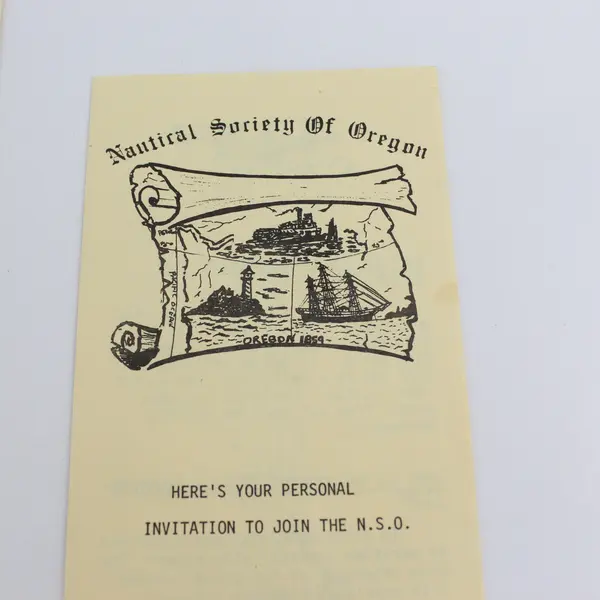 Nautical Society Of Oregon
OREGON 1859
HERE'S YOUR PERSONAL
INVITATION TO JOIN THE N.S.O.